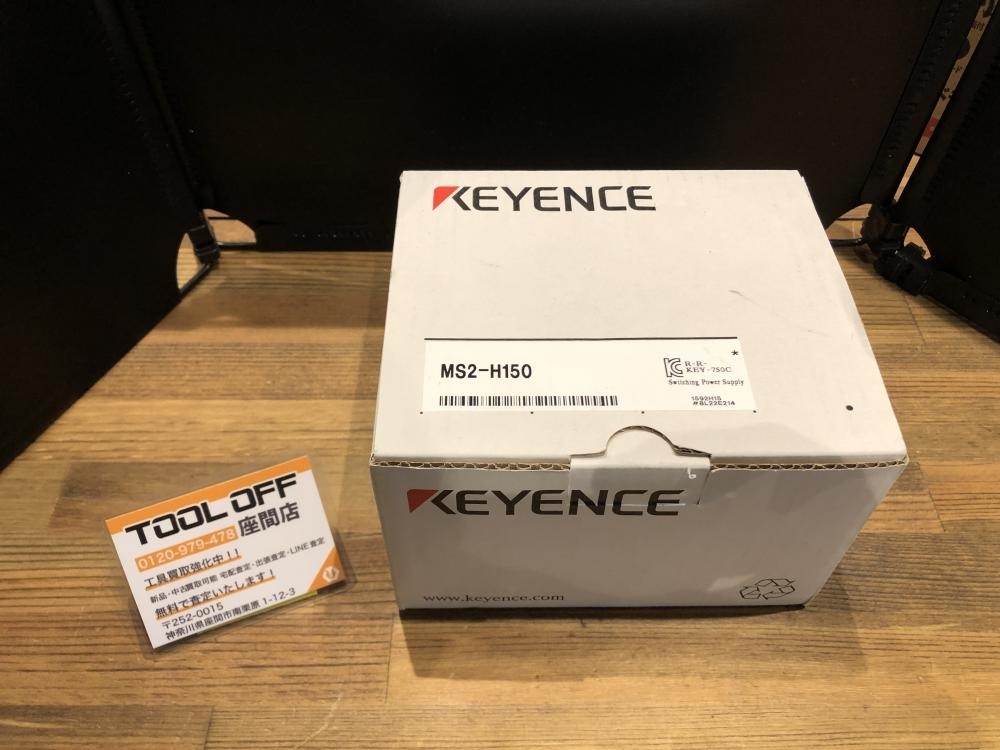 KEYENCE
MS2-H150
R-R-
KEY-750C
Switching Power Supply
1S92H1S
#8L22E214
*
KEYENCE
www.keyence.com
TOOL OFF
0120-979-478 座間店
工具買取強化中!!
新品・中古買取可能 宅配査定・出張査定・LINE査定
無料で査定いたします!
〒252-0015
神奈川県座間市南栗原1-12-3